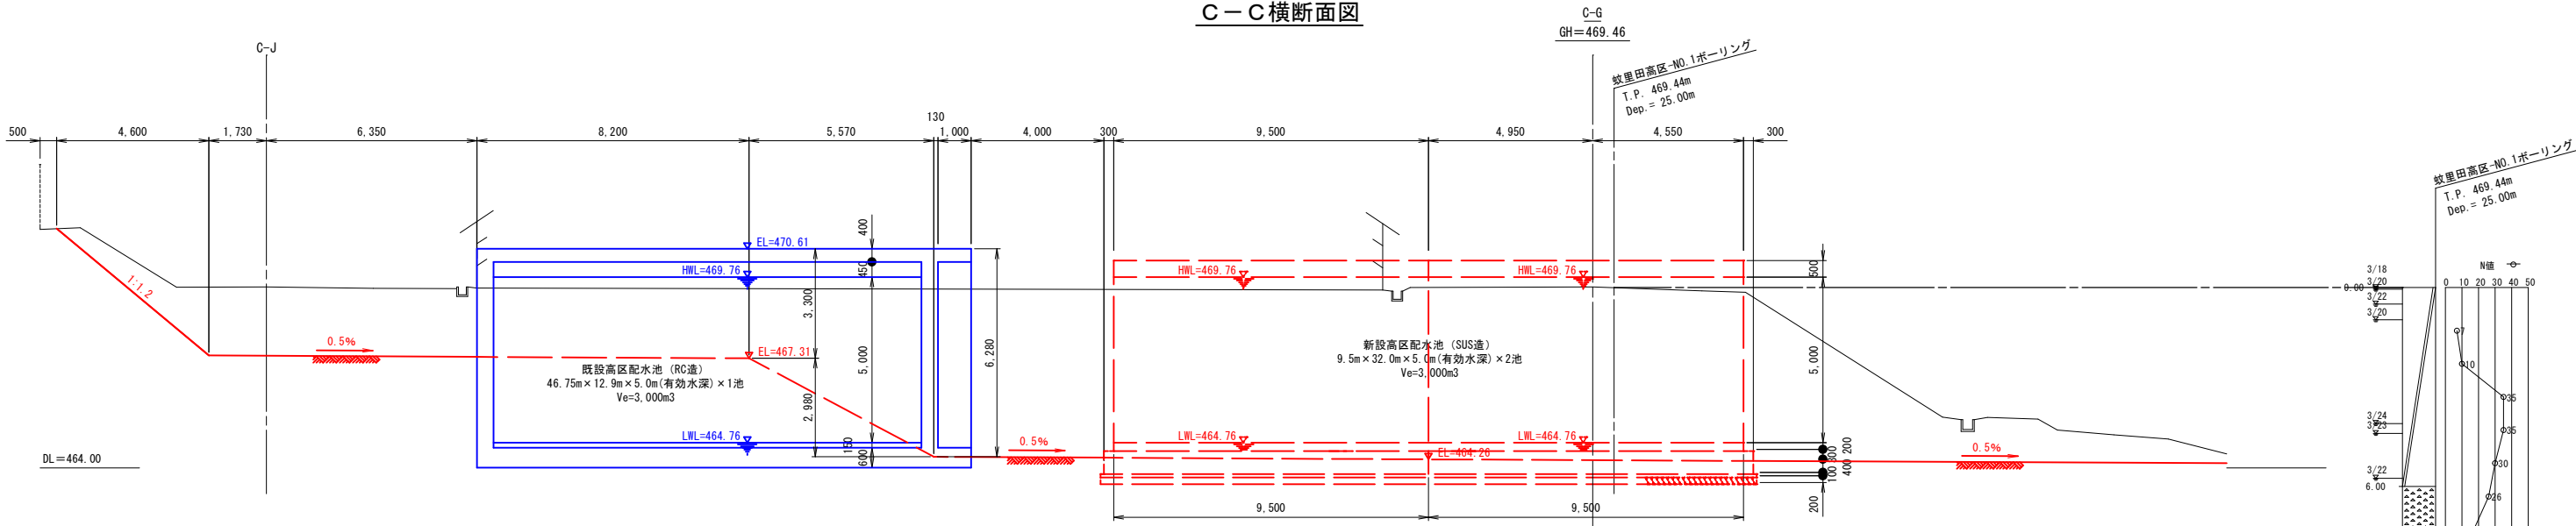 C－C横断面図
C-J
C-G
GH＝469.46
蚊里田高区-NO.1ボーリング
T.P. 469.44m
Dep.= 25.00m
500
4,600
1,730
6,350
8,200
5,570
130
1,000
4,000
300
9,500
4,950
4,550
300
蚊里田高区-NO.1ボーリング
T.P. 469.44m
Dep.= 25.00m
1:1.2
0.5%
EL=470.61
HWL=469.76
EL=467.31
既設高区配水池（RC造）
46.75m×12.9m×5.0m(有効水深)×1池
Ve=3,000m3
LWL=464.76
400
450
3,300
5,000
2,980
150
600
6,280
0.5%
HWL=469.76
HWL=469.76
新設高区配水池（SUS造）
9.5m×32.0m×5.0m(有効水深)×2池
Ve=3,000m3
LWL=464.76
LWL=464.76
EL=464.26
500
5,000
200
300
400
100
200
9,500
9,500
0.5%
DL=464.00
N値
0 10 20 30 40 50
0.00
3/18
3/20
3/22
3/20
3/24
3/23
3/22
6.00
7
10
35
35
30
26